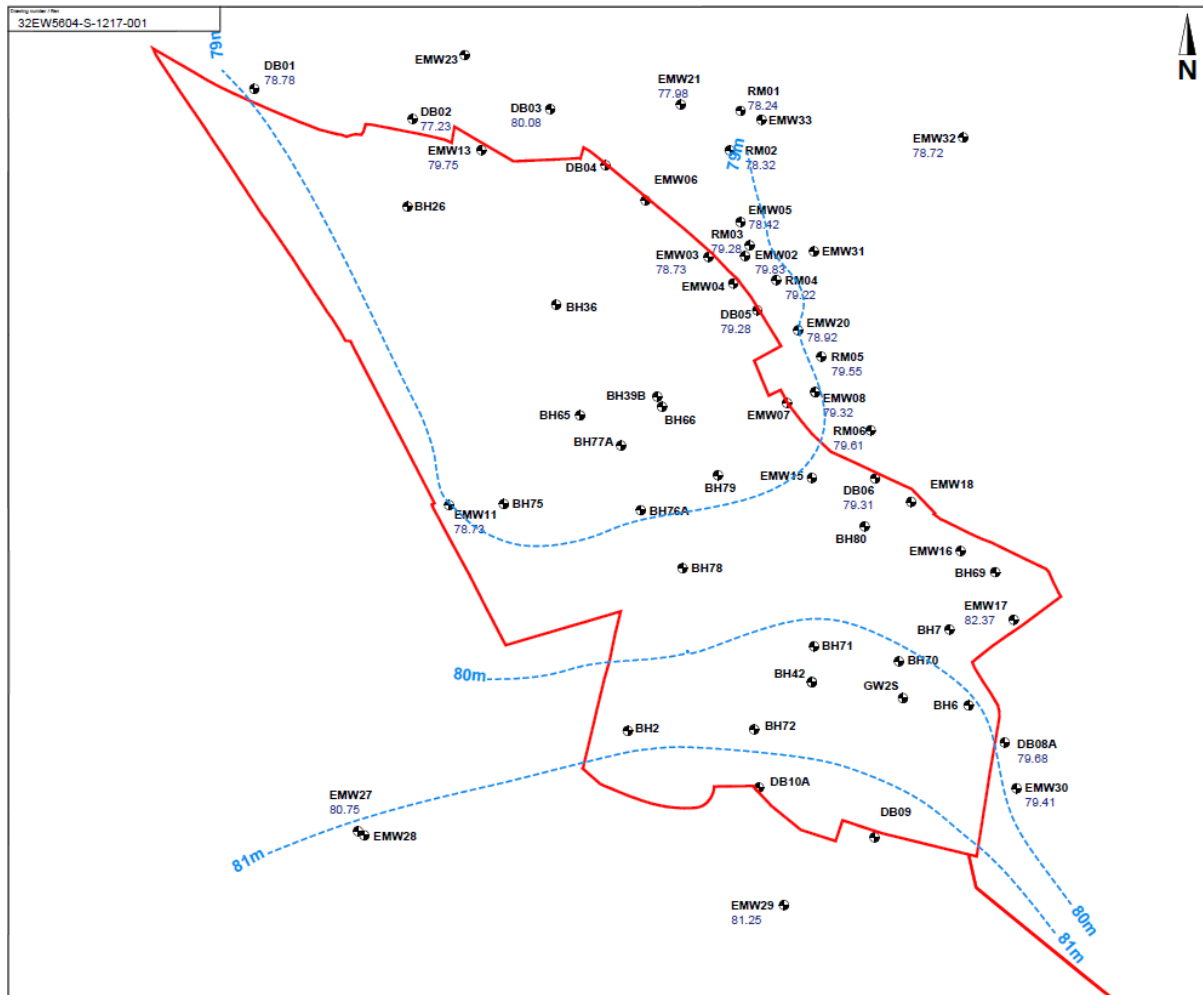 Drawing number / Rev
32EW5604-S-1217-001
N
79m
DB01
78.78
EMW23
DB02
77.23
DB03
80.08
EMW21
77.98
RM01
78.24
EMW33
EMW32
78.72
EMW13
79.75
DB04
79m
RM02
78.32
EMW06
BH26
EMW05
78.42
RM03
79.28
EMW03
78.73
EMW02
79.83
EMW31
EMW04
RM04
79.22
BH36
DB05
79.28
EMW20
78.92
RM05
79.55
BH39B
BH65
BH66
EMW07
EMW08
79.32
BH77A
RM06
79.61
BH79
EMW15
DB06
79.31
EMW18
EMW11
78.73
BH75
BH76A
BH80
EMW16
BH69
BH78
EMW17
82.37
BH7
BH71
BH70
80m
BH42
GW2S
BH6
BH2
BH72
DB08A
79.68
DB10A
EMW30
79.41
EMW27
80.75
EMW28
DB09
81m
EMW29
81.25
80m
81m